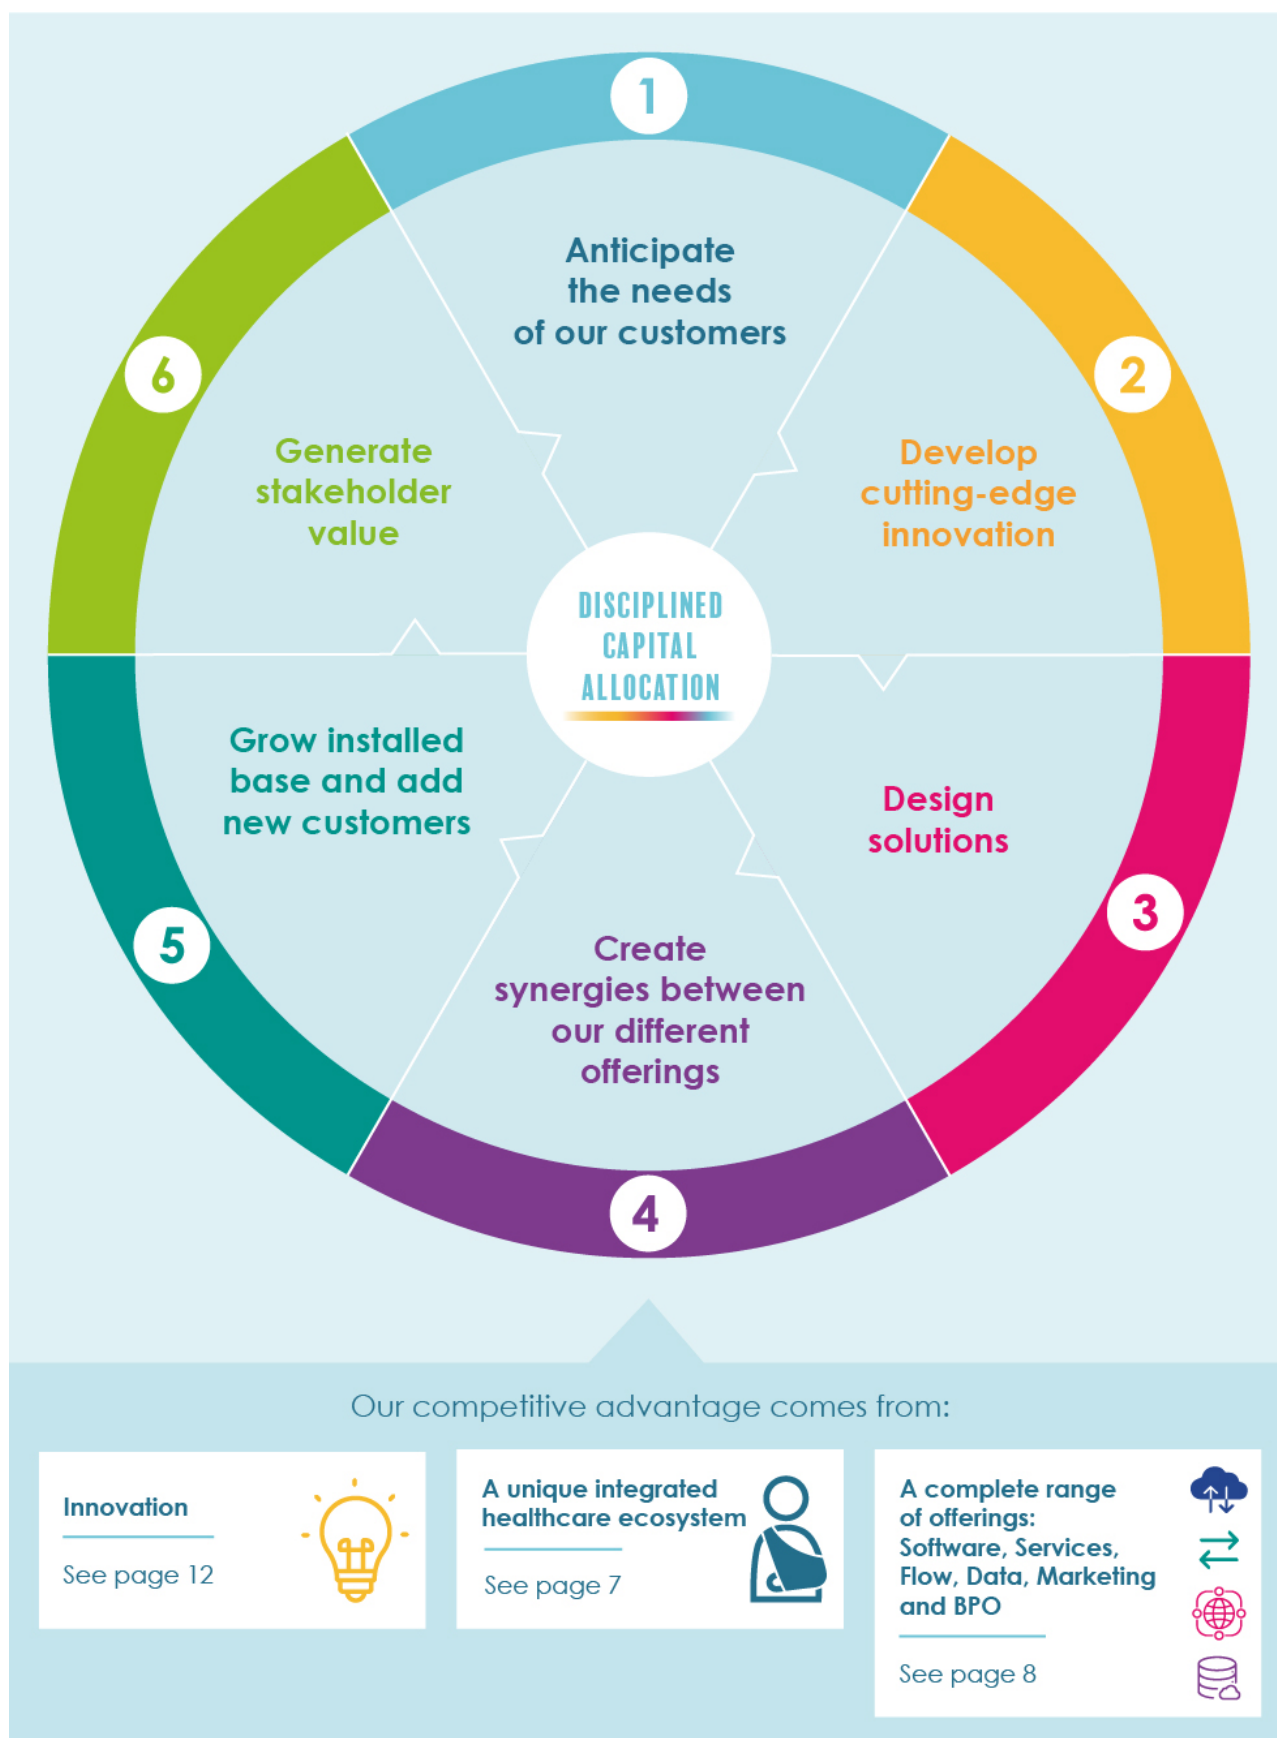 1
Anticipate
the needs
of our customers
2
Develop
cutting-edge
innovation
3
Design
solutions
4
Create
synergies between
our different
offerings
5
Grow installed
base and add
new customers
6
Generate
stakeholder
value
DISCIPLINED
CAPITAL
ALLOCATION
Our competitive advantage comes from:
Innovation
See page 12
A unique integrated
healthcare ecosystem
See page 7
A complete range
of offerings:
Software, Services,
Flow, Data, Marketing
and BPO
See page 8